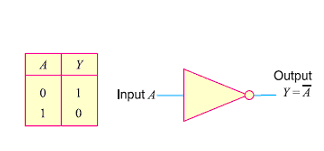 A Y
0 1
1 0
Input A
Output
Y = A̅